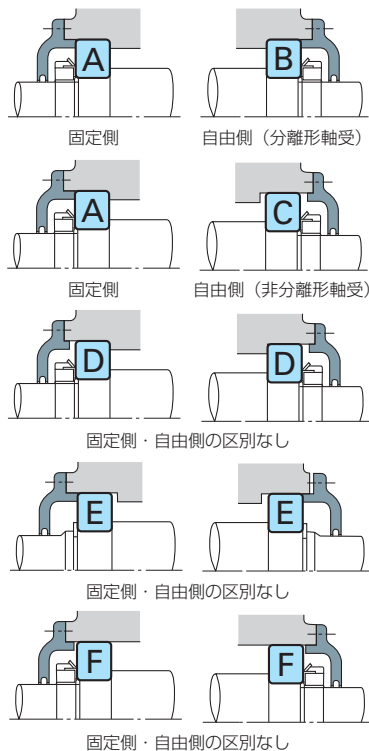 A B
固定側 自由側（分離形軸受）
A C
固定側 自由側（非分離形軸受）
D D
固定側・自由側の区別なし
E E
固定側・自由側の区別なし
F F
固定側・自由側の区別なし